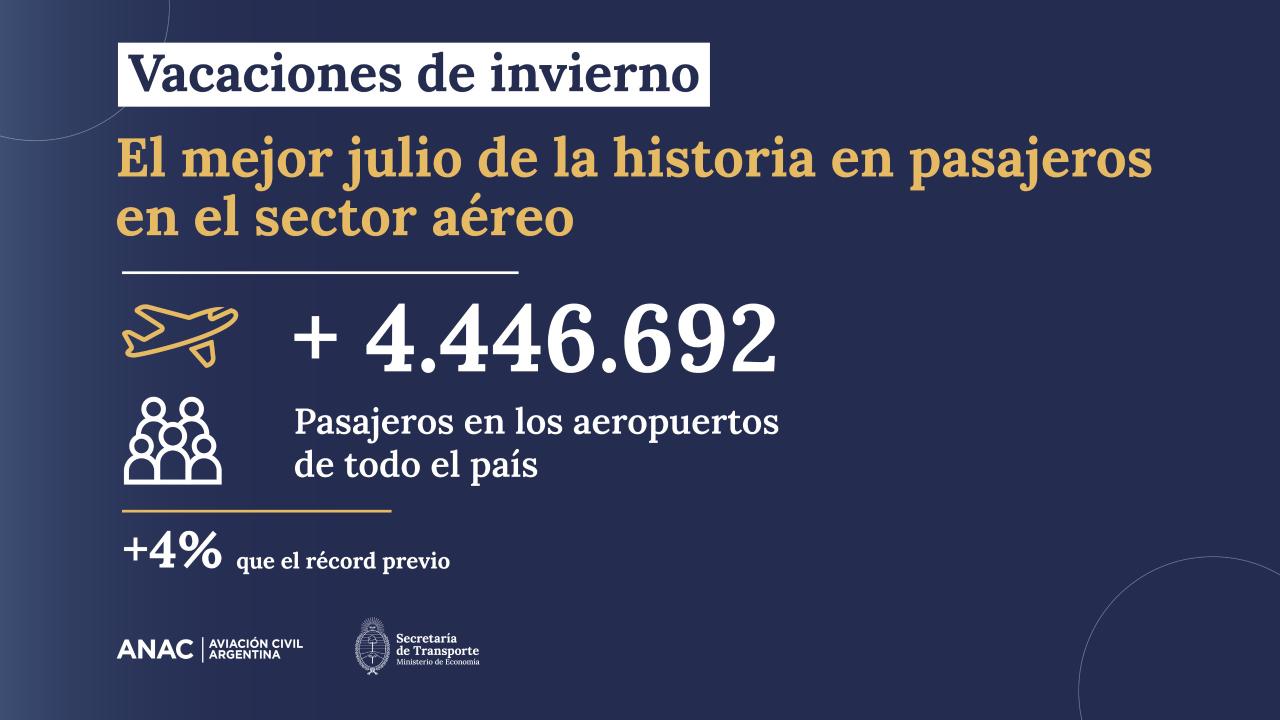 Vacaciones de invierno
El mejor julio de la historia en pasajeros
en el sector aéreo
+ 4.446.692
Pasajeros en los aeropuertos
de todo el país
+4% que el récord previo
ANAC
AVIACIÓN CIVIL
ARGENTINA
Secretaría
de Transporte
Ministerio de Economía